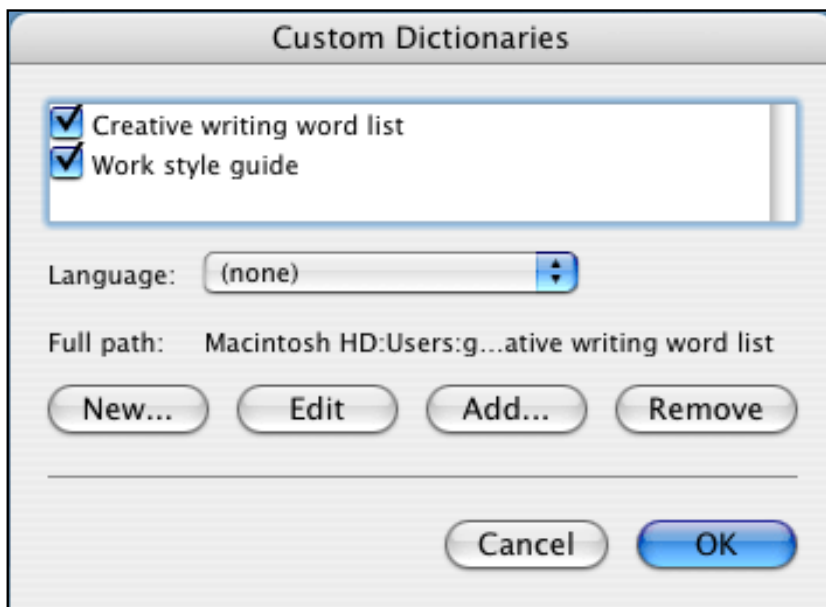 Custom Dictionaries
Creative writing word list
Work style guide
Language: (none)
Full path: Macintosh HD:Users:g...ative writing word list
New... Edit Add... Remove
Cancel OK